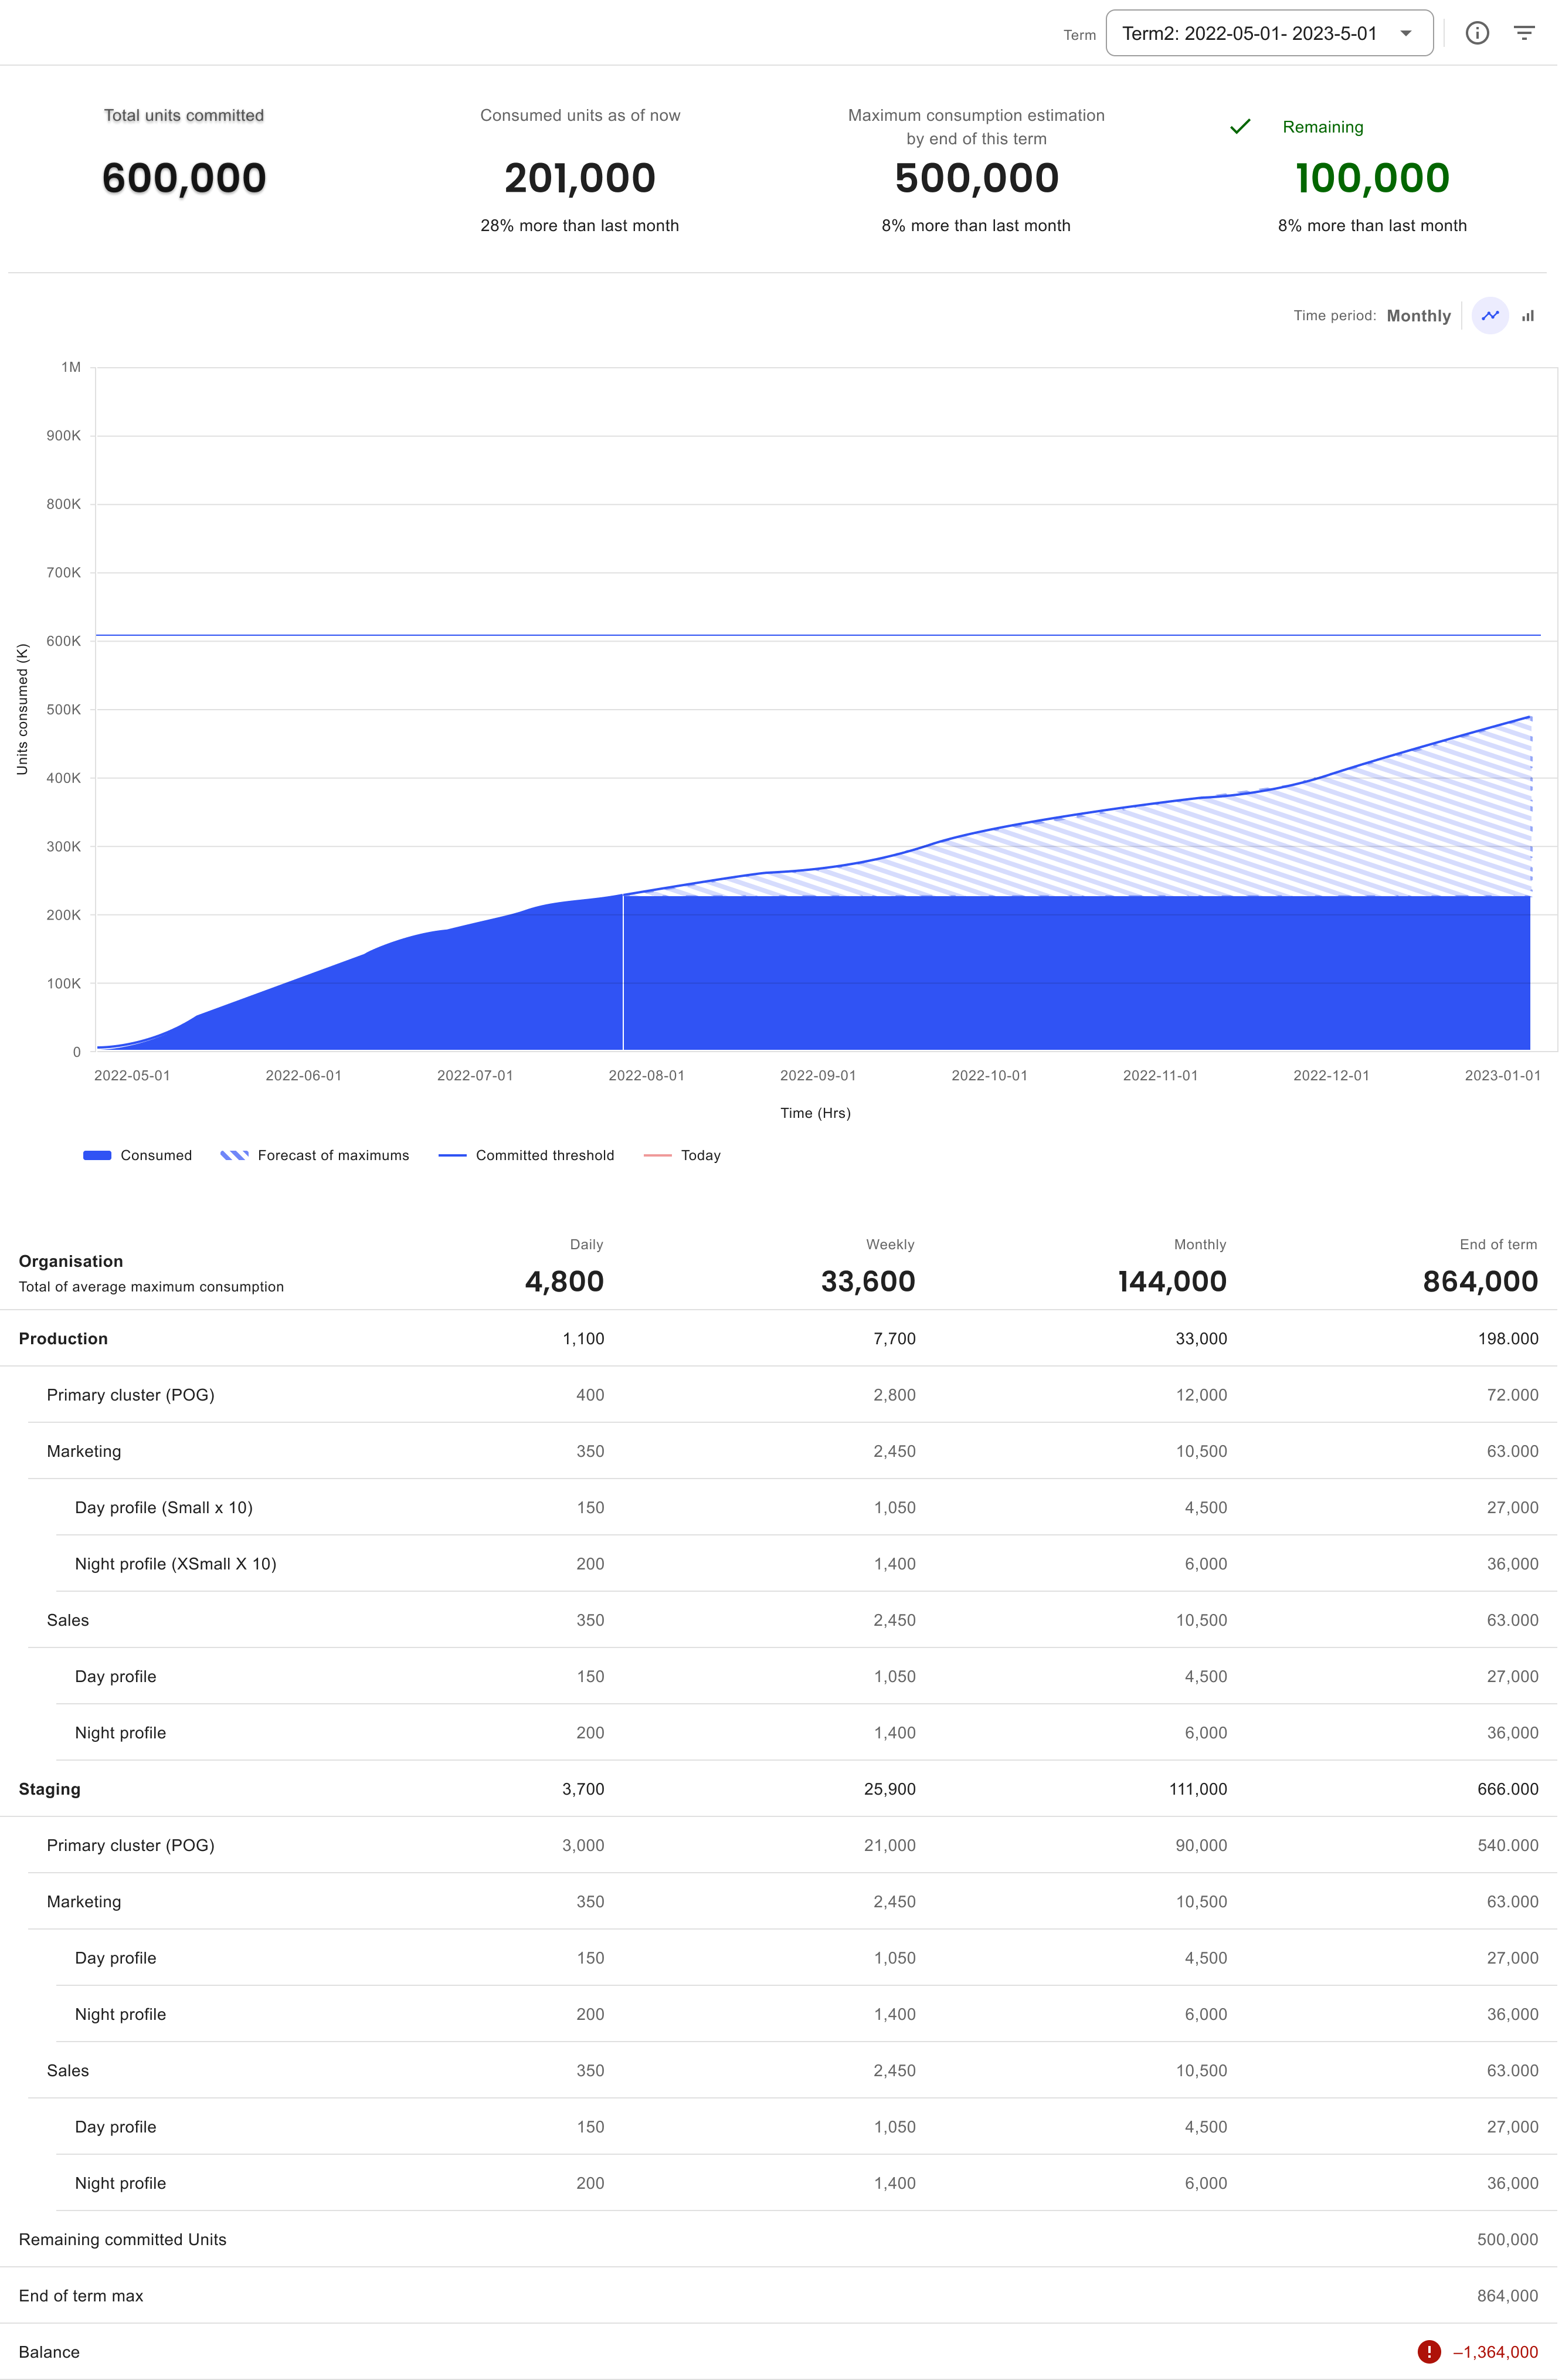 Term
Term2: 2022-05-01- 2023-5-01
Total units committed
600,000
Consumed units as of now
201,000
28% more than last month
Maximum consumption estimation
by end of this term
500,000
8% more than last month
Remaining
100,000
8% more than last month
Time period: Monthly
Units consumed (K)
1M
900K
800K
700K
600K
500K
400K
300K
200K
100K
0
2022-05-01 2022-06-01 2022-07-01 2022-08-01 2022-09-01 2022-10-01 2022-11-01 2022-12-01 2023-01-01
Time (Hrs)
Consumed Forecast of maximums Committed threshold Today
Daily Weekly Monthly End of term
Organisation
Total of average maximum consumption
4,800 33,600 144,000 864,000
Production 1,100 7,700 33,000 198.000
Primary cluster (POG) 400 2,800 12,000 72.000
Marketing 350 2,450 10,500 63.000
Day profile (Small x 10) 150 1,050 4,500 27,000
Night profile (XSmall X 10) 200 1,400 6,000 36,000
Sales 350 2,450 10,500 63.000
Day profile 150 1,050 4,500 27,000
Night profile 200 1,400 6,000 36,000
Staging 3,700 25,900 111,000 666.000
Primary cluster (POG) 3,000 21,000 90,000 540.000
Marketing 350 2,450 10,500 63.000
Day profile 150 1,050 4,500 27,000
Night profile 200 1,400 6,000 36,000
Sales 350 2,450 10,500 63.000
Day profile 150 1,050 4,500 27,000
Night profile 200 1,400 6,000 36,000
Remaining committed Units 500,000
End of term max 864,000
Balance –1,364,000